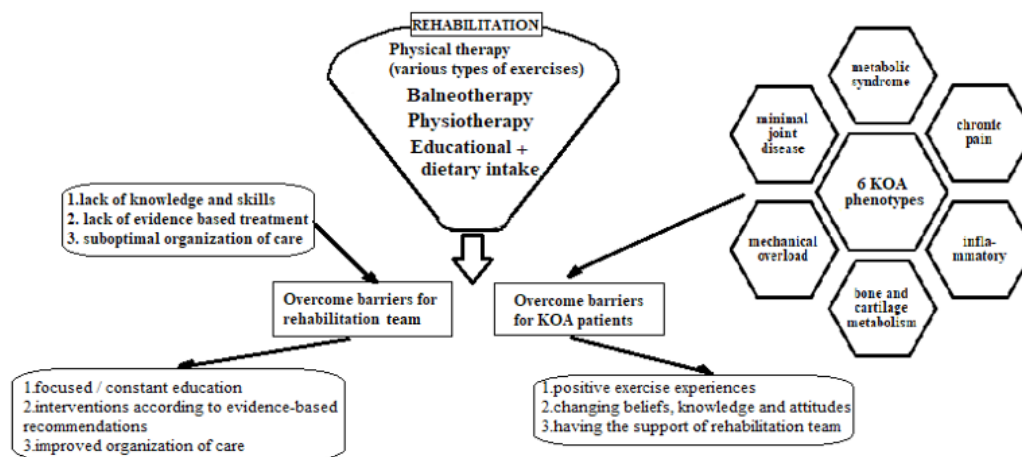 REHABILITATION
Physical therapy
(various types of exercises)
Balneotherapy
Physiotherapy
Educational +
dietary intake
metabolic
syndrome
minimal
joint
disease
chronic
pain
6 KOA
phenotypes
mechanical
overload
infla-
mmatory
bone and
cartilage
metabolism
1.lack of knowledge and skills
2. lack of evidence based treatment
3. suboptimal organization of care
Overcome barriers for
rehabilitation team
Overcome barriers
for KOA patients
1.focused / constant education
2.interventions according to evidence-based
recommendations
3.improved organization of care
1.positive exercise experiences
2.changing beliefs, knowledge and attitudes
3.having the support of rehabilitation team